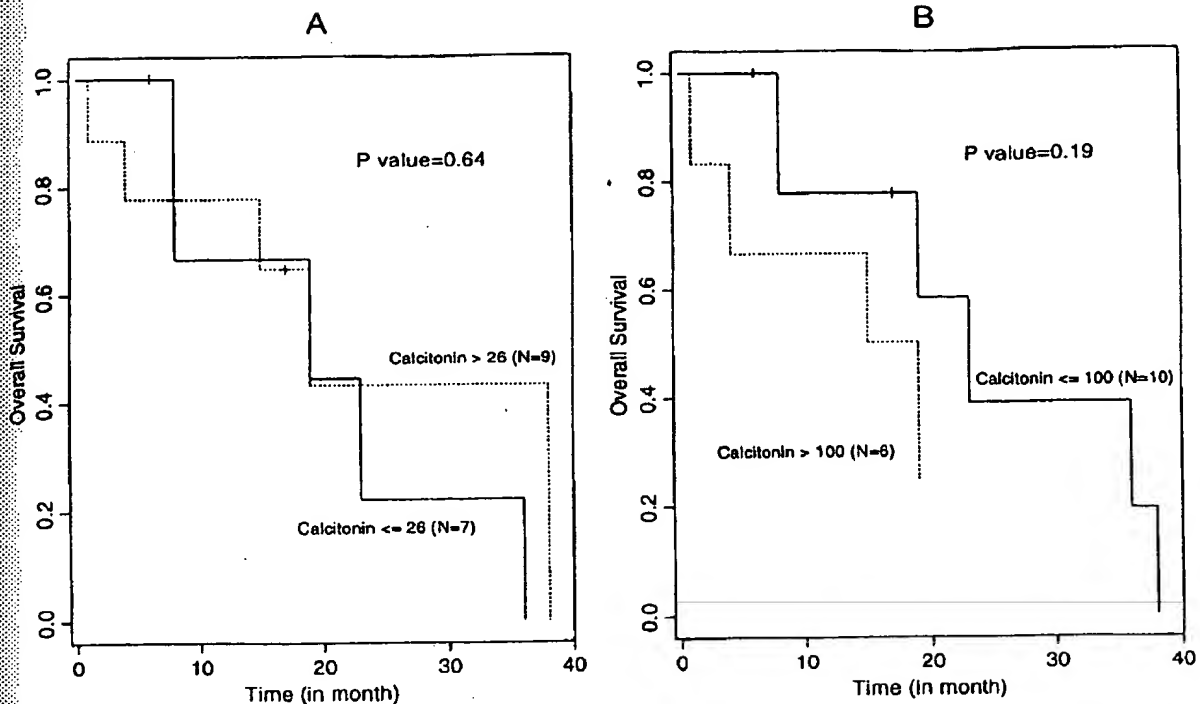 A
Overall Survival
1.0
0.8
0.6
0.4
0.2
0.0
P value=0.64
Calcitonin > 26 (N=9)
Calcitonin <= 26 (N=7)
0 10 20 30 40
Time (in month)
B
Overall Survival
1.0
0.8
0.6
0.4
0.2
0.0
P value=0.19
Calcitonin <= 100 (N=10)
Calcitonin > 100 (N=6)
0 10 20 30 40
Time (in month)